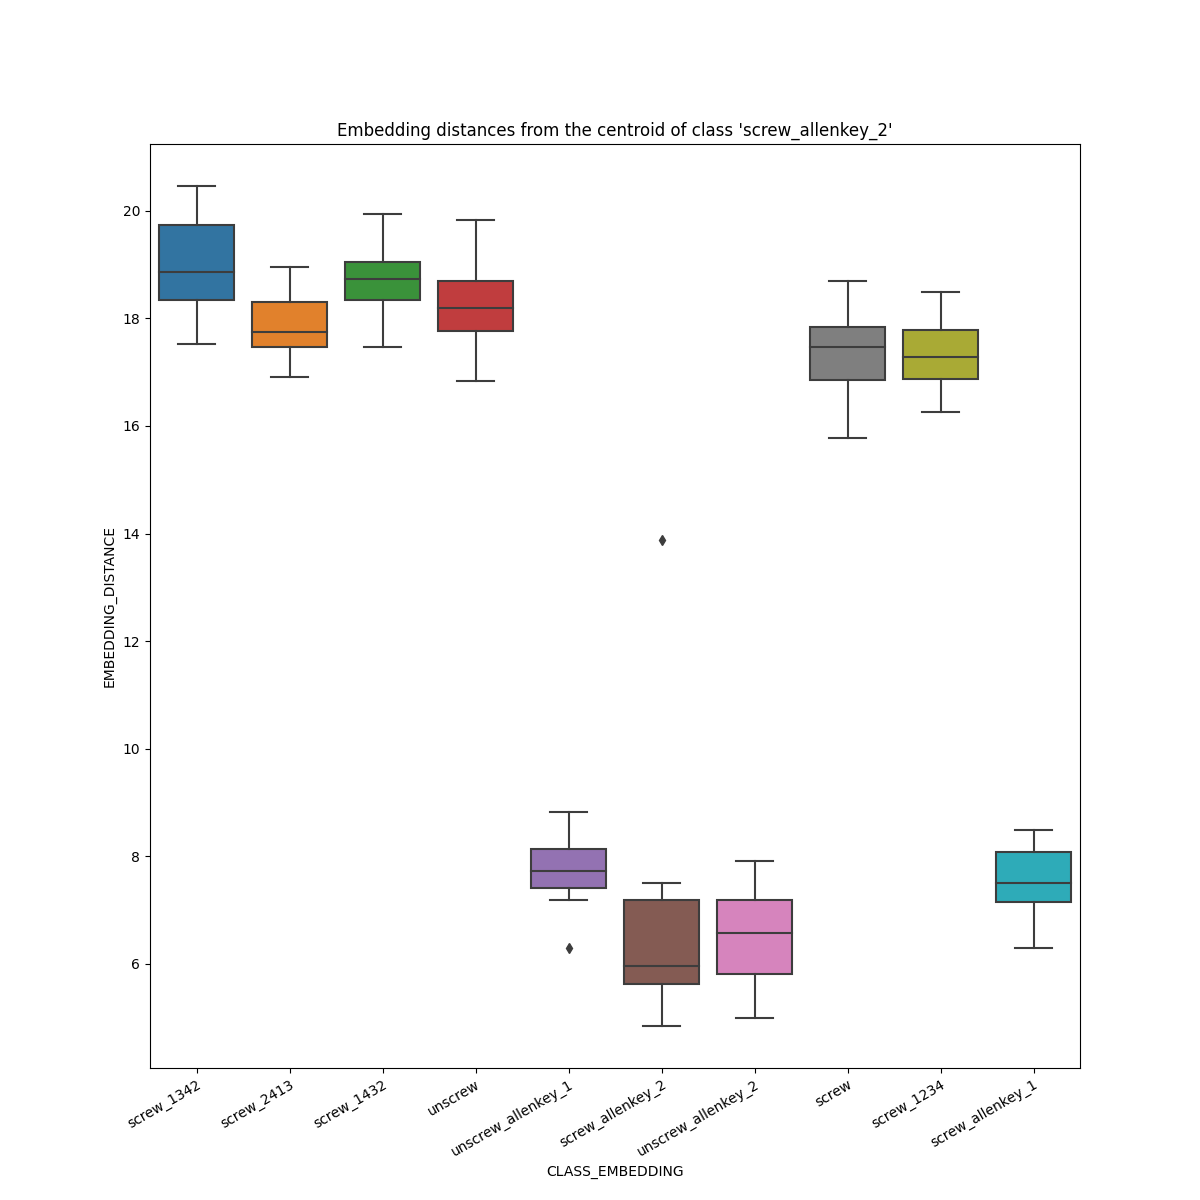 Embedding distances from the centroid of class 'screw_allenkey_2'
EMBEDDING_DISTANCE
20
18
16
14
12
10
8
6
screw_1342
screw_2413
screw_1432
unscrew
unscrew_allenkey_1
screw_allenkey_2
unscrew_allenkey_2
screw
screw_1234
screw_allenkey_1
CLASS_EMBEDDING